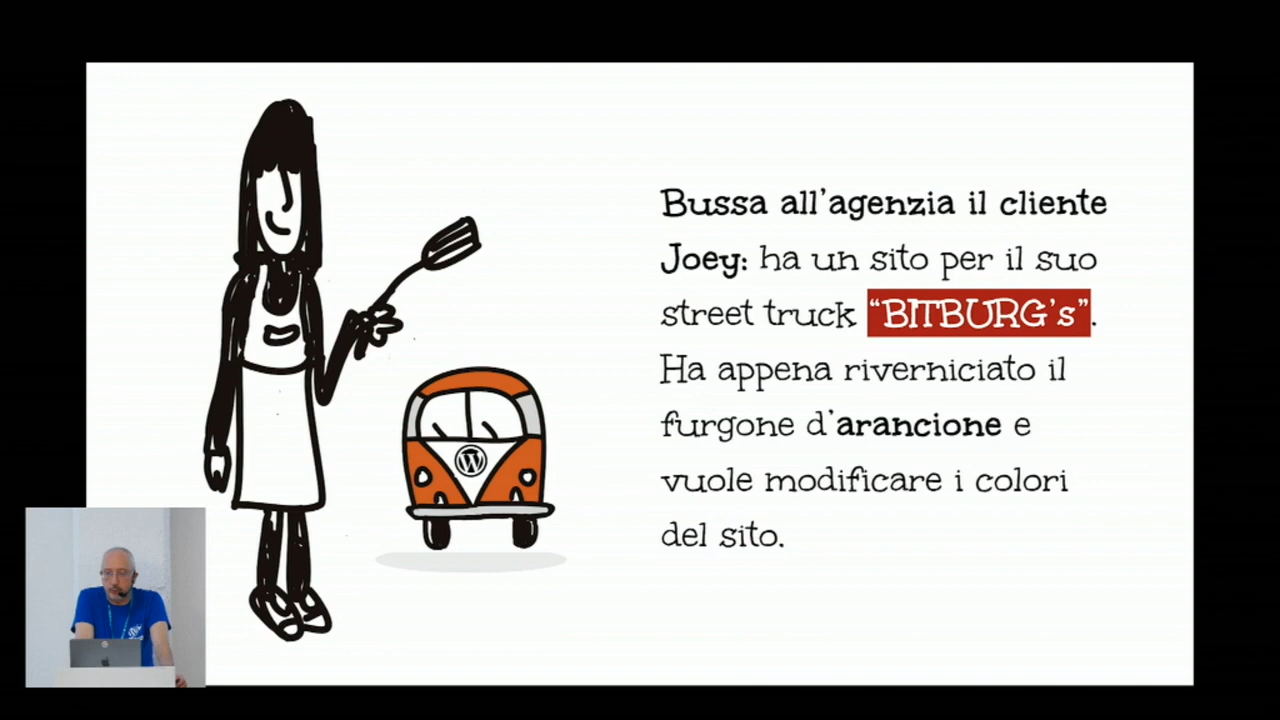 Bussa all'agenzia il cliente
Joey: ha un sito per il suo
street truck “BITBURG's”.
Ha appena riverniciato il
furgone d'arancione e
vuole modificare i colori
del sito.